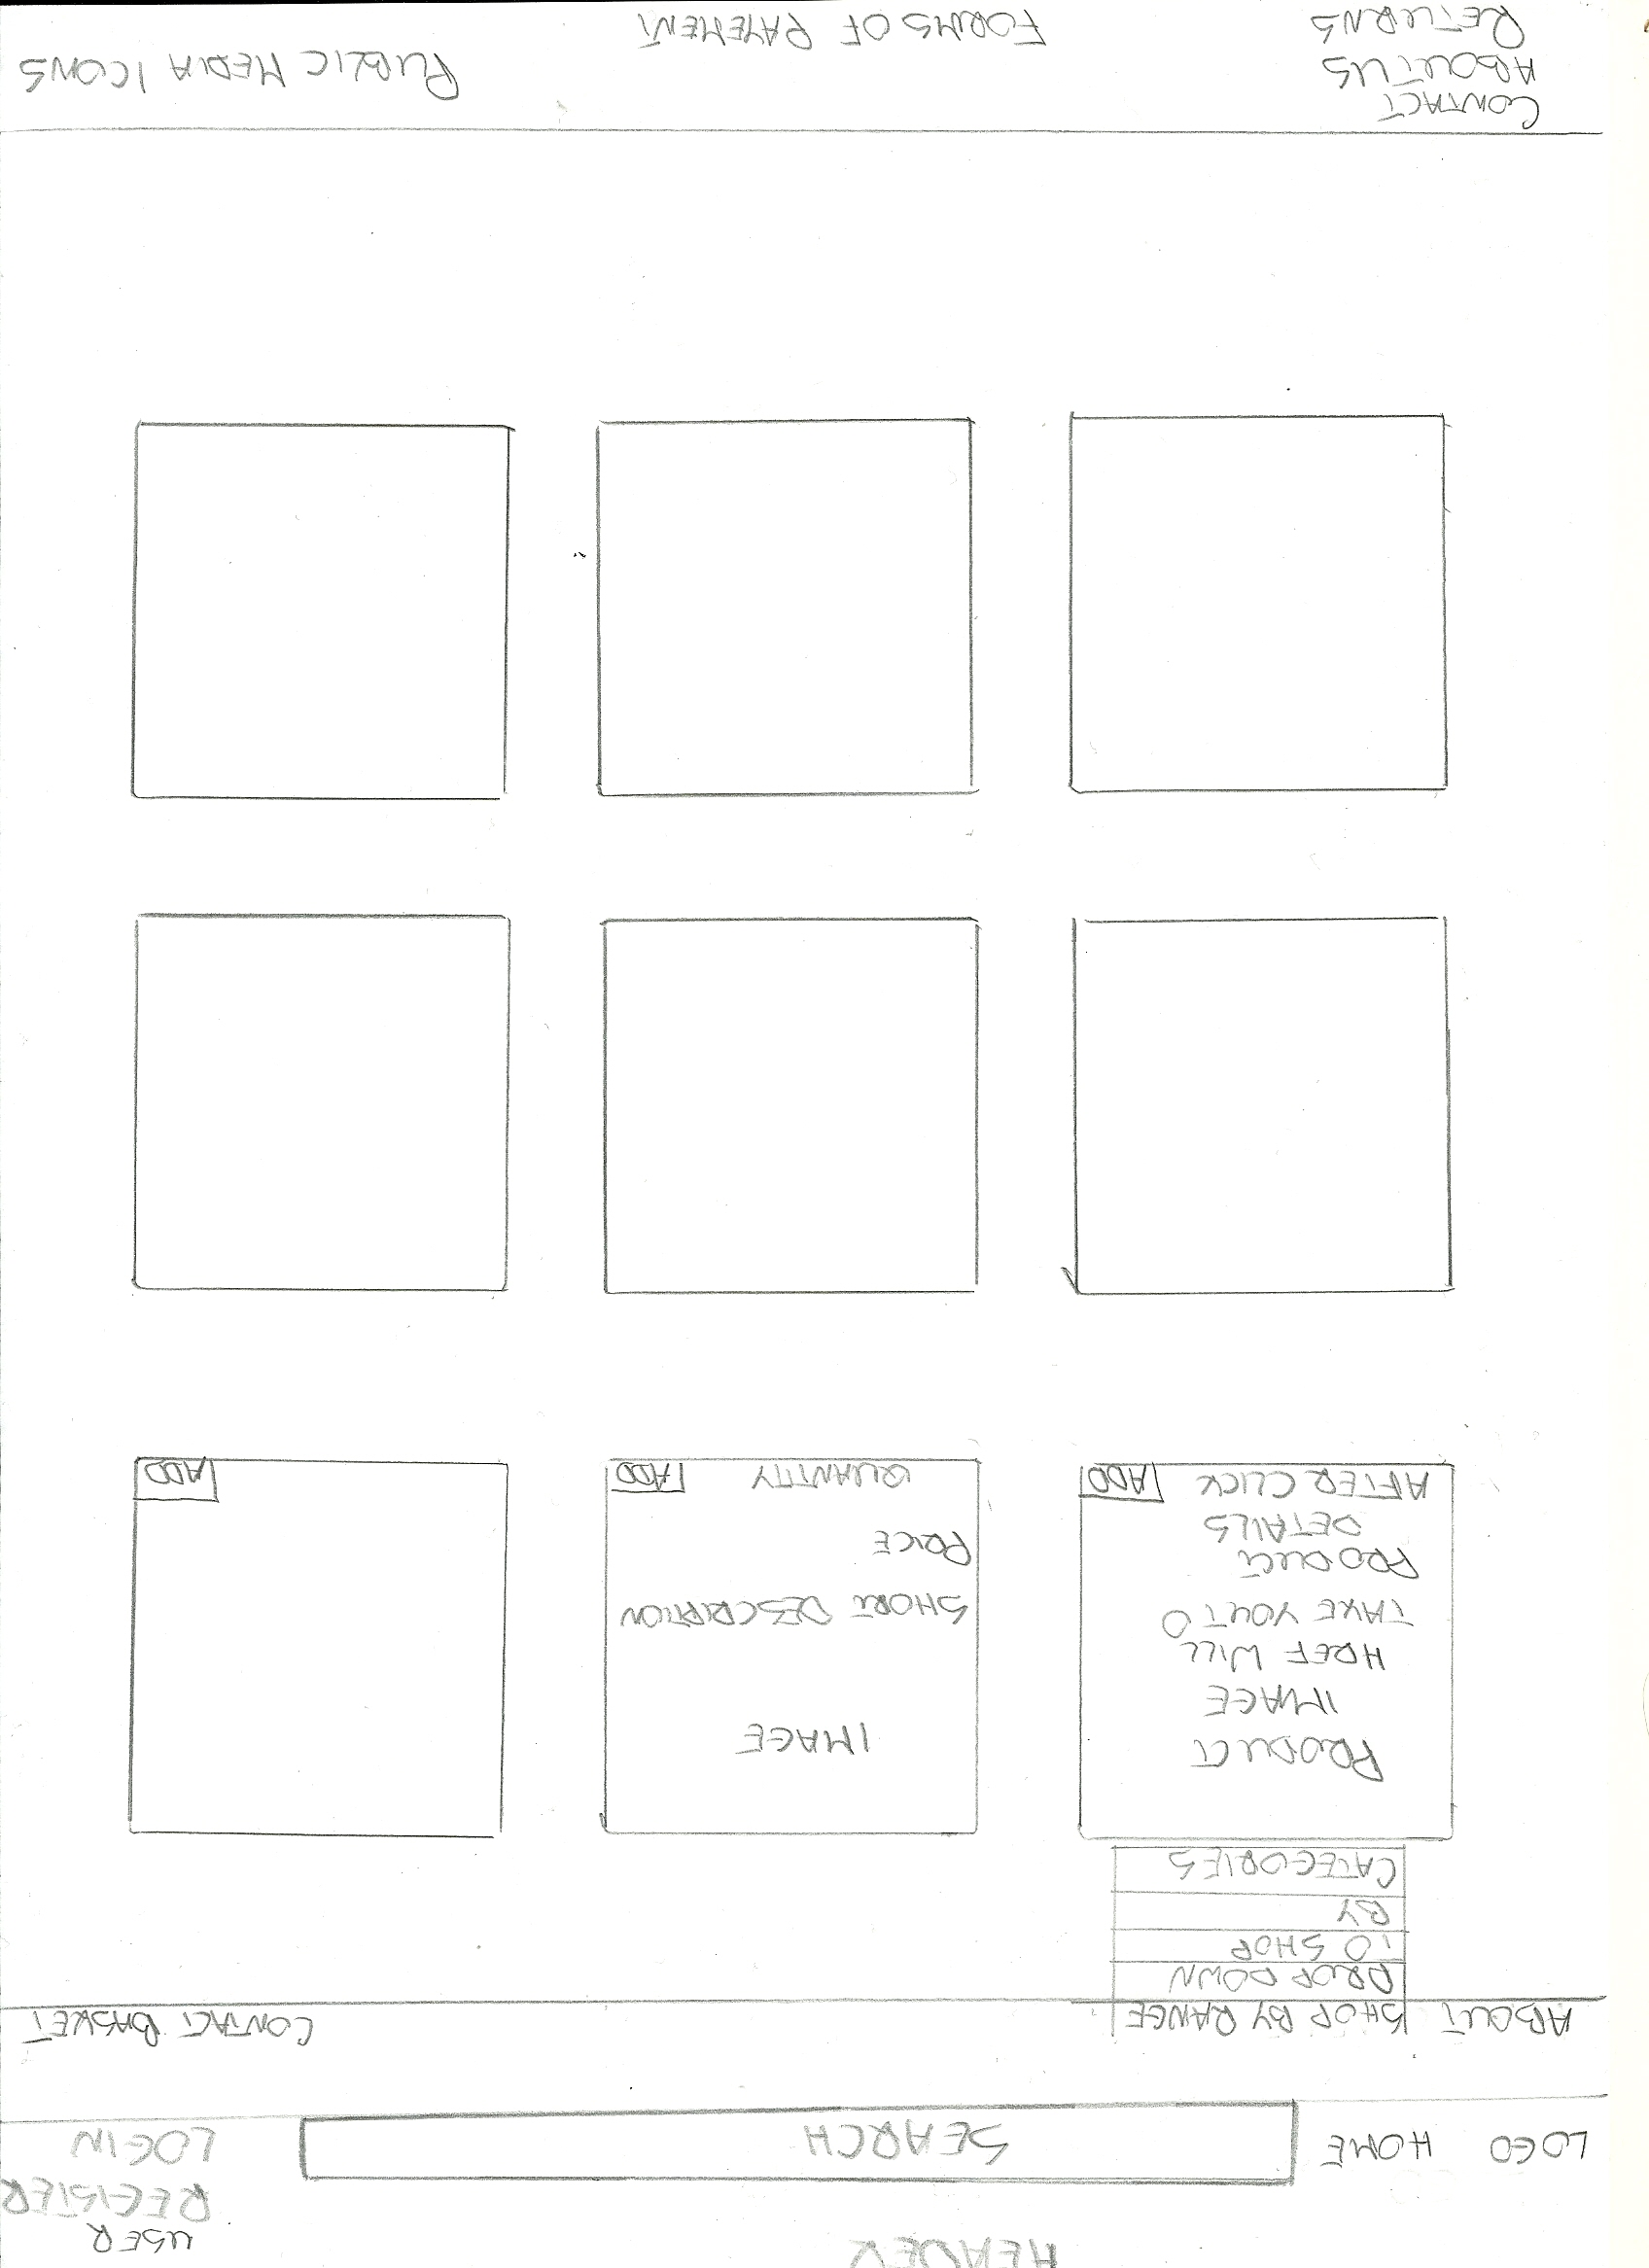 HEADER
USER
REGISTER
LOGO HOME SEARCH LOGIN
ABOUT SHOP BY RANGE CONTACT BASKET
DROP DOWN
TO SHOP
BY
CATEGORIES
PRODUCT
IMAGE
HREF WILL
TAKE YOU TO
PRODUCT
DETAILS
AFTER CLICK ADD
IMAGE
SHORT DESCRIPTION
PRICE
QUANTITY ADD
ADD
CONTACT
ABOUT US
RETURNS
FORMS OF PAYEMENT
PUBLIC MEDIA ICONS